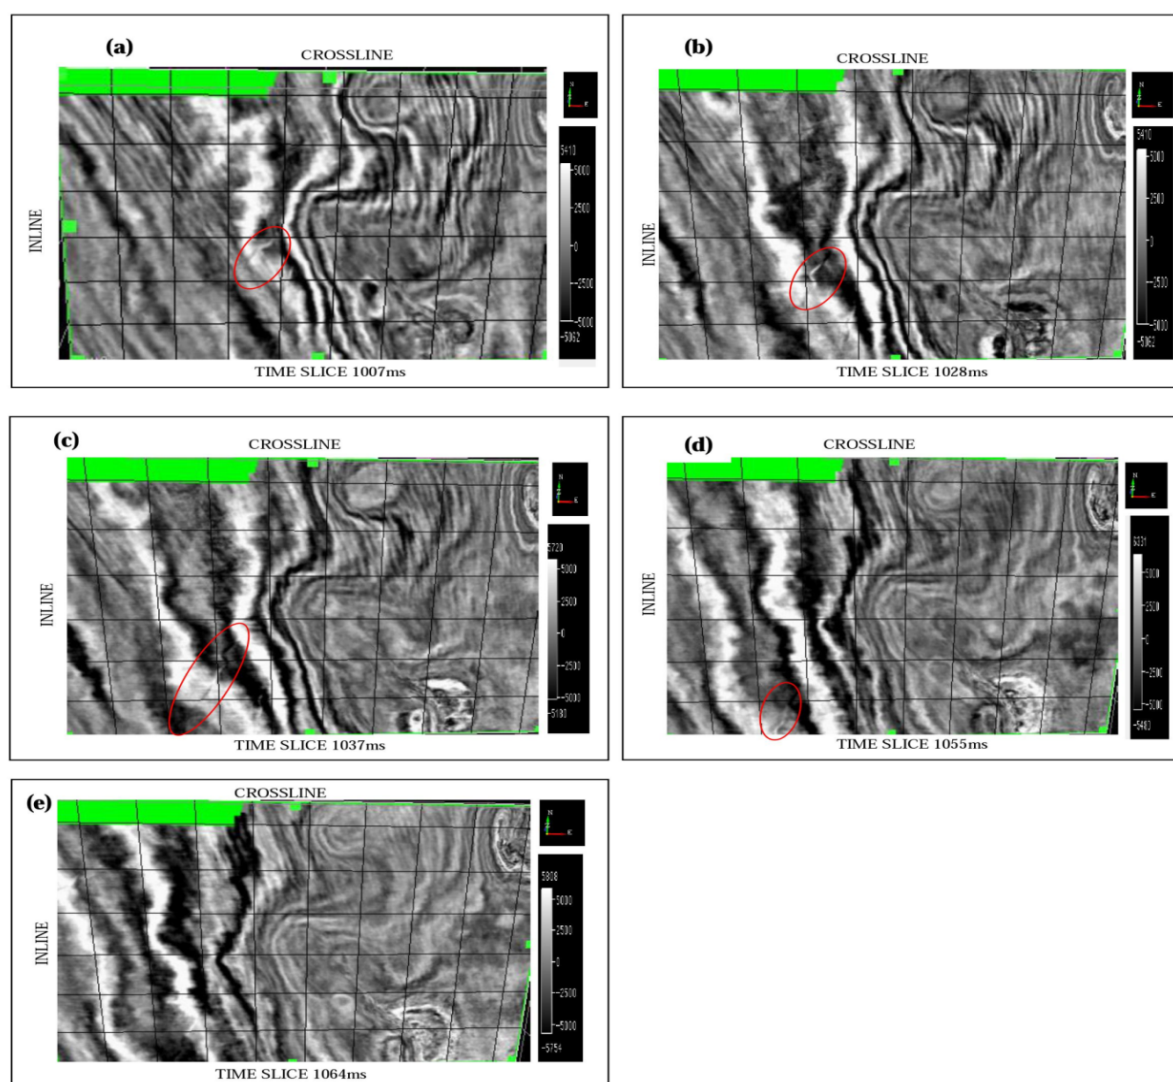 (a)
CROSSLINE
N
INLINE
5410
5000
2500
0
-2500
-5000
-5062
TIME SLICE 1007ms
(b)
CROSSLINE
N
INLINE
5410
5000
2500
0
-2500
-5000
-5062
TIME SLICE 1028ms
(c)
CROSSLINE
N
INLINE
5720
5000
2500
0
-2500
-5000
TIME SLICE 1037ms
(d)
CROSSLINE
N
INLINE
5000
2500
0
-2500
-5000
TIME SLICE 1055ms
(e)
CROSSLINE
N
INLINE
5808
5000
2500
0
-2500
-5000
-5754
TIME SLICE 1064ms